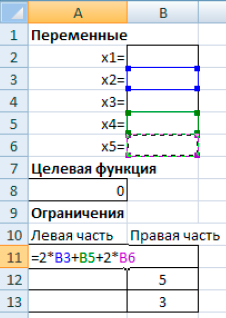 A B
1 Переменные
2 x1=
3 x2=
4 x3=
5 x4=
6 x5=
7 Целевая функция
8 0
9 Ограничения
10 Левая часть Правая часть
11 =2*B3+B5+2*B6
12 5
13 3